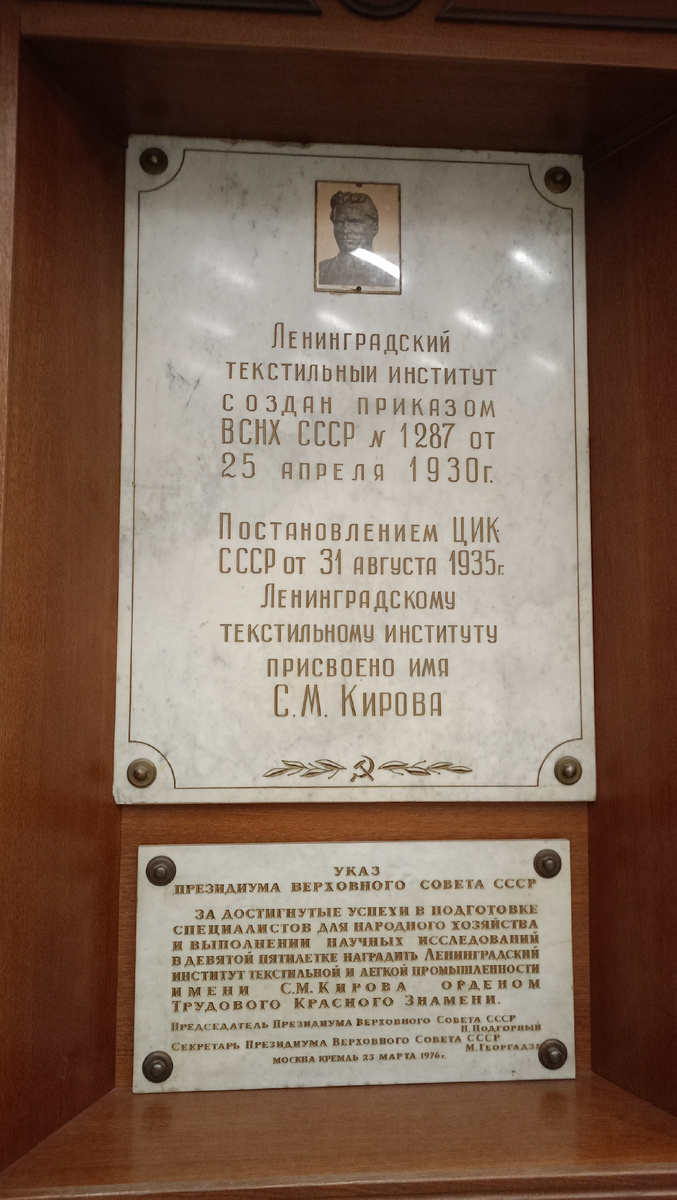 Ленинградский
текстильный институт
создан приказом
ВСНХ СССР № 1287 от
25 апреля 1930г.
Постановлением ЦИК
СССР от 31 августа 1935г.
Ленинградскому
текстильному институту
присвоено имя
С.М. Кирова
УКАЗ
ПРЕЗИДИУМА ВЕРХОВНОГО СОВЕТА СССР
ЗА ДОСТИГНУТЫЕ УСПЕХИ В ПОДГОТОВКЕ
СПЕЦИАЛИСТОВ ДЛЯ НАРОДНОГО ХОЗЯЙСТВА
И ВЫПОЛНЕНИИ НАУЧНЫХ ИССЛЕДОВАНИЙ
В ДЕВЯТОЙ ПЯТИЛЕТКЕ НАГРАДИТЬ ЛЕНИНГРАДСКИЙ
ИНСТИТУТ ТЕКСТИЛЬНОЙ И ЛЕГКОЙ ПРОМЫШЛЕННОСТИ
ИМЕНИ С.М.КИРОВА ОРДЕНОМ
ТРУДОВОГО КРАСНОГО ЗНАМЕНИ.
ПРЕДСЕДАТЕЛЬ ПРЕЗИДИУМА ВЕРХОВНОГО СОВЕТА СССР
Н.ПОДГОРНЫЙ
СЕКРЕТАРЬ ПРЕЗИДИУМА ВЕРХОВНОГО СОВЕТА СССР
М.ГЕОРГАДЗЕ
МОСКВА КРЕМЛЬ 23 МАРТА 1976г.